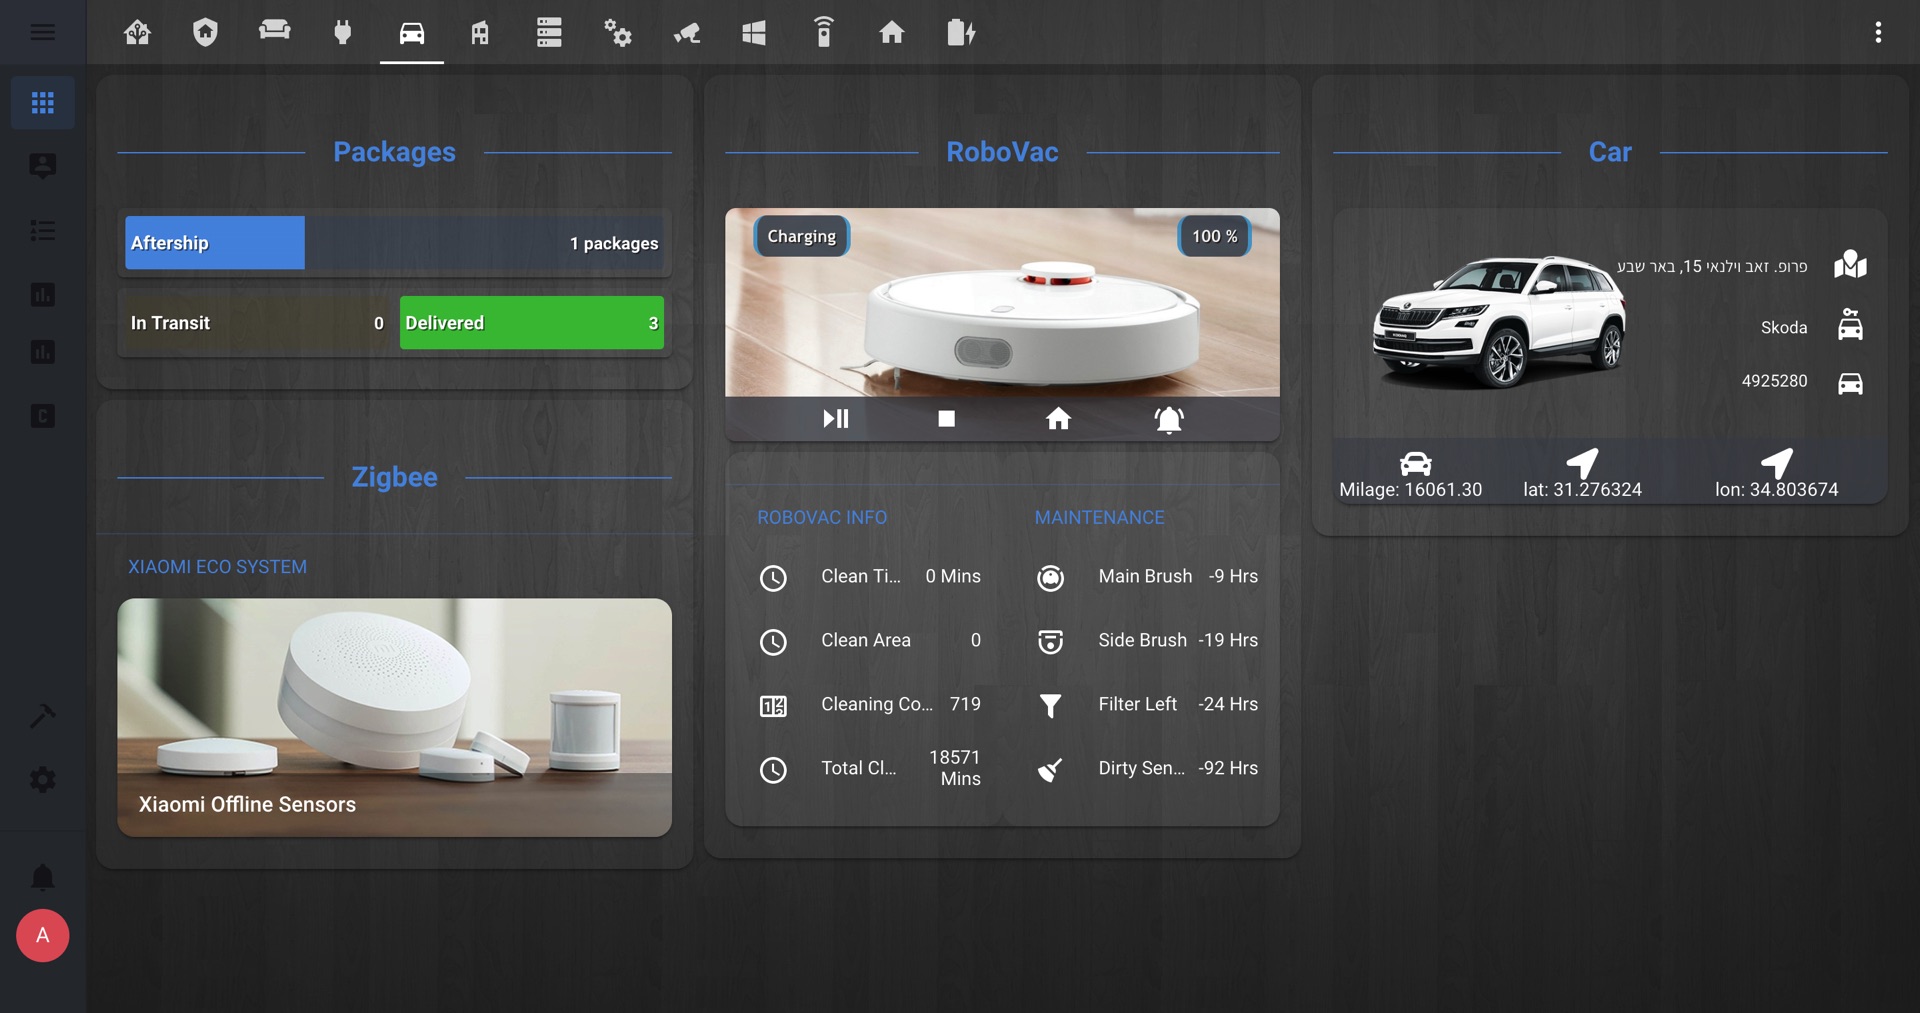 Packages
Aftership
1 packages
In Transit
0
Delivered
3
Zigbee
XIAOMI ECO SYSTEM
Xiaomi Offline Sensors
RoboVac
Charging
100 %
ROBOVAC INFO
Clean Ti...
0 Mins
Clean Area
0
Cleaning Co...
719
Total Cl...
18571
Mins
MAINTENANCE
Main Brush
-9 Hrs
Side Brush
-19 Hrs
Filter Left
-24 Hrs
Dirty Sen...
-92 Hrs
Car
פרופ. זאב וילנאי 15, באר שבע
Skoda
4925280
Milage: 16061.30
lat: 31.276324
lon: 34.803674
C
A